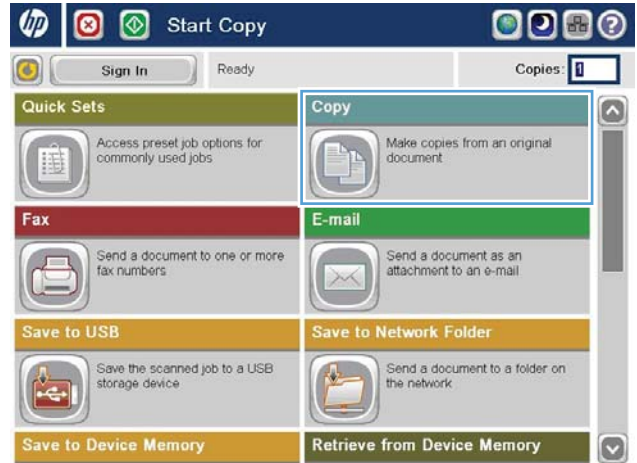 hp
Start Copy
?
Sign In
Ready
Copies: 1
Quick Sets
Access preset job options for
commonly used jobs
Copy
Make copies from an original
document
Fax
Send a document to one or more
fax numbers
E-mail
Send a document as an
attachment to an e-mail
Save to USB
Save the scanned job to a USB
storage device
Save to Network Folder
Send a document to a folder on
the network
Save to Device Memory
Retrieve from Device Memory